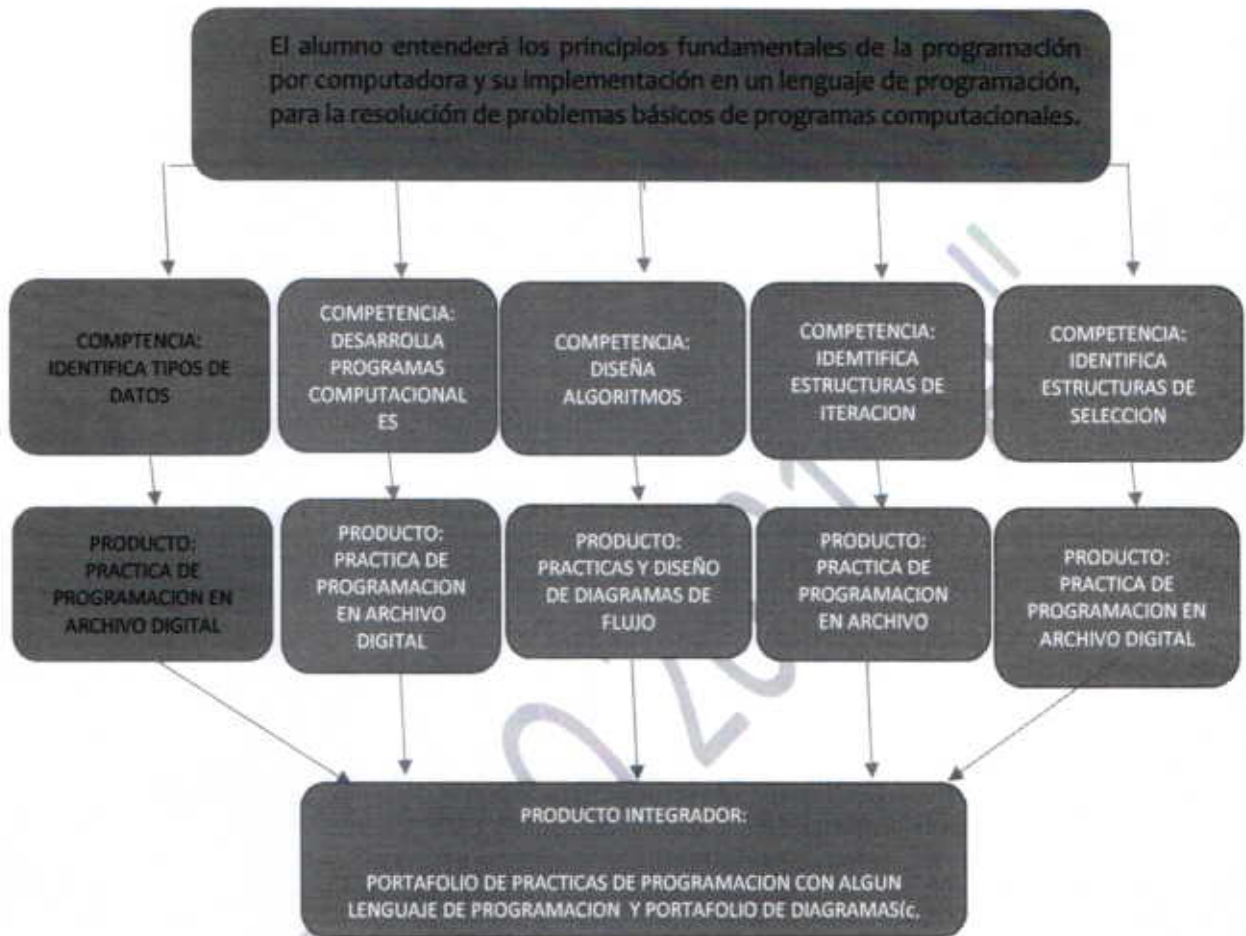 El alumno entenderá los principios fundamentales de la programación
por computadora y su implementación en un lenguaje de programación,
para la resolución de problemas básicos de programas computacionales.
COMPTENCIA:
IDENTIFICA TIPOS DE
DATOS
COMPETENCIA:
DESARROLLA
PROGRAMAS
COMPUTACIONAL
ES
COMPETENCIA:
DISEÑA
ALGORITMOS
COMPETENCIA:
IDEMTIFICA
ESTRUCTURAS DE
ITERACION
COMPETENCIA:
IDENTIFICA
ESTRUCTURAS DE
SELECCION
PRODUCTO:
PRACTICA DE
PROGRAMACION EN
ARCHIVO DIGITAL
PRODUCTO:
PRACTICA DE
PROGRAMACION
EN ARCHIVO
DIGITAL
PRODUCTO:
PRACTICAS Y DISEÑO
DE DIAGRAMAS DE
FLUJO
PRODUCTO:
PRACTICA DE
PROGRAMACION
EN ARCHIVO
PRODUCTO:
PRACTICA DE
PROGRAMACION EN
ARCHIVO DIGITAL
PRODUCTO INTEGRADOR:
PORTAFOLIO DE PRACTICAS DE PROGRAMACION CON ALGUN
LENGUAJE DE PROGRAMACION Y PORTAFOLIO DE DIAGRAMAS(c.